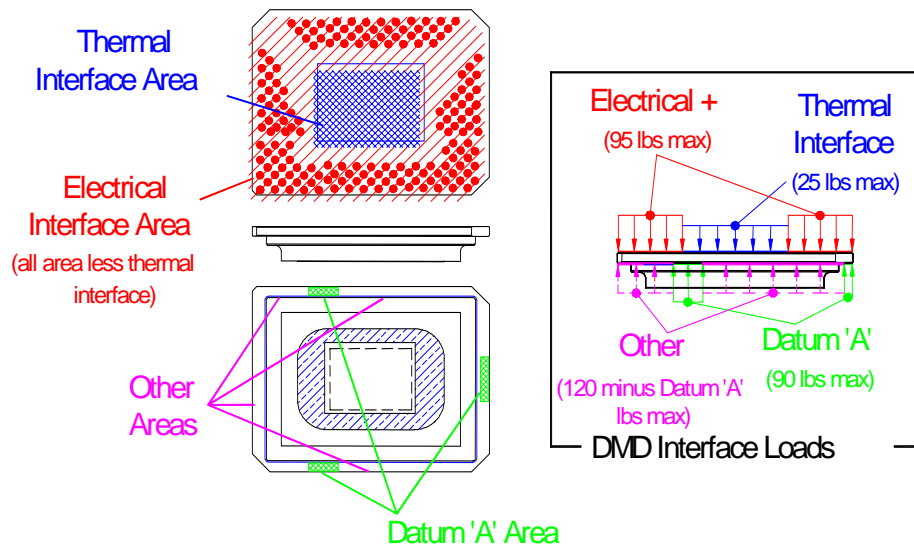 Thermal
Interface Area
Electrical
Interface Area
(all area less thermal
interface)
Other
Areas
Datum 'A' Area
Electrical +
(95 lbs max)
Thermal
Interface
(25 lbs max)
Other
(120 minus Datum 'A'
lbs max)
Datum 'A'
(90 lbs max)
DMD Interface Loads